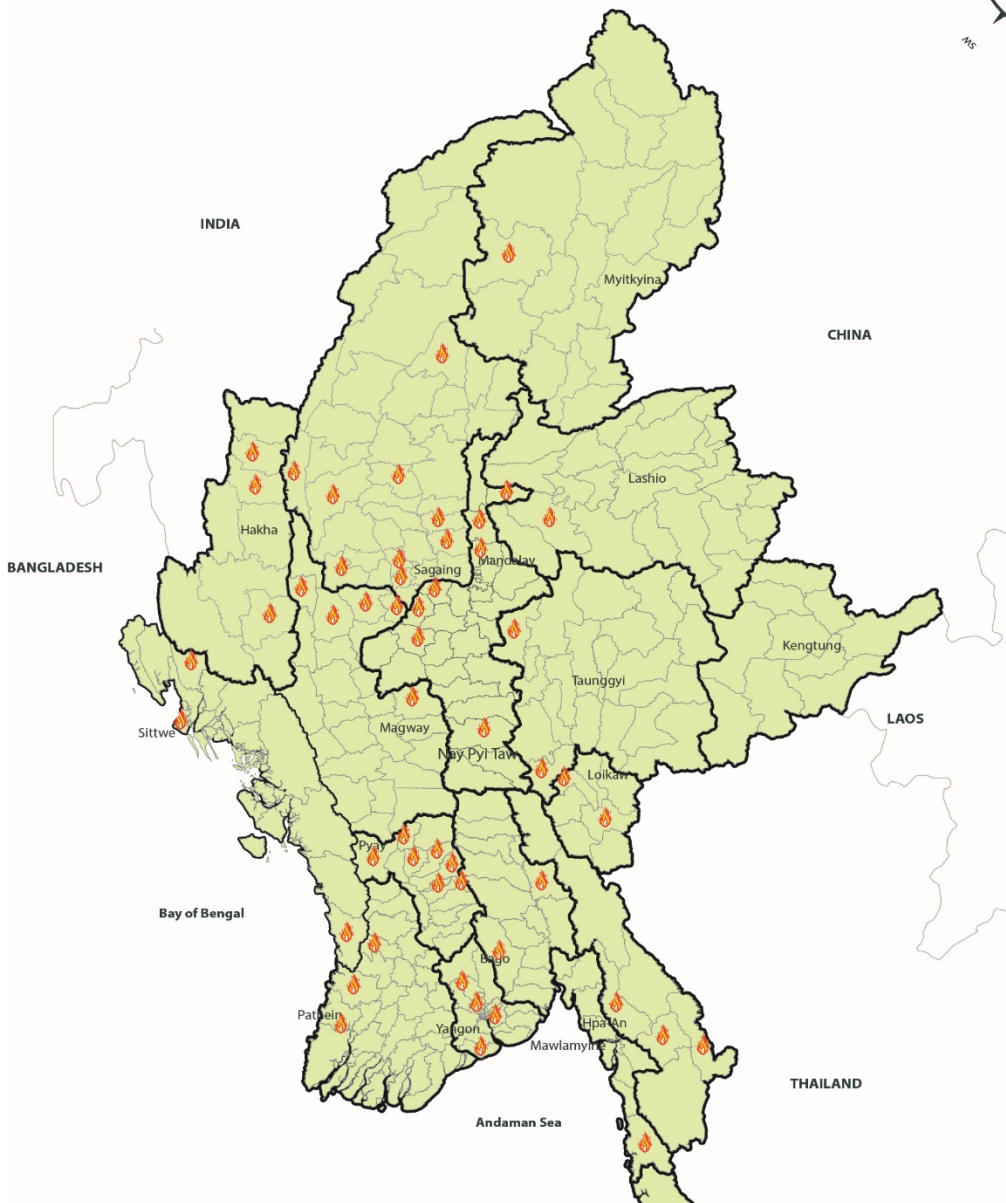 SW
INDIA
Myitkyina
CHINA
Lashio
Hakha
BANGLADESH
Sagaing
Mandalay
Kengtung
Taunggyi
LAOS
Sittwe
Magway
Nay Pyi Taw
Loikaw
Pyay
Bay of Bengal
Bago
Pathein
Yangon
Hpa-An
Mawlamyine
THAILAND
Andaman Sea